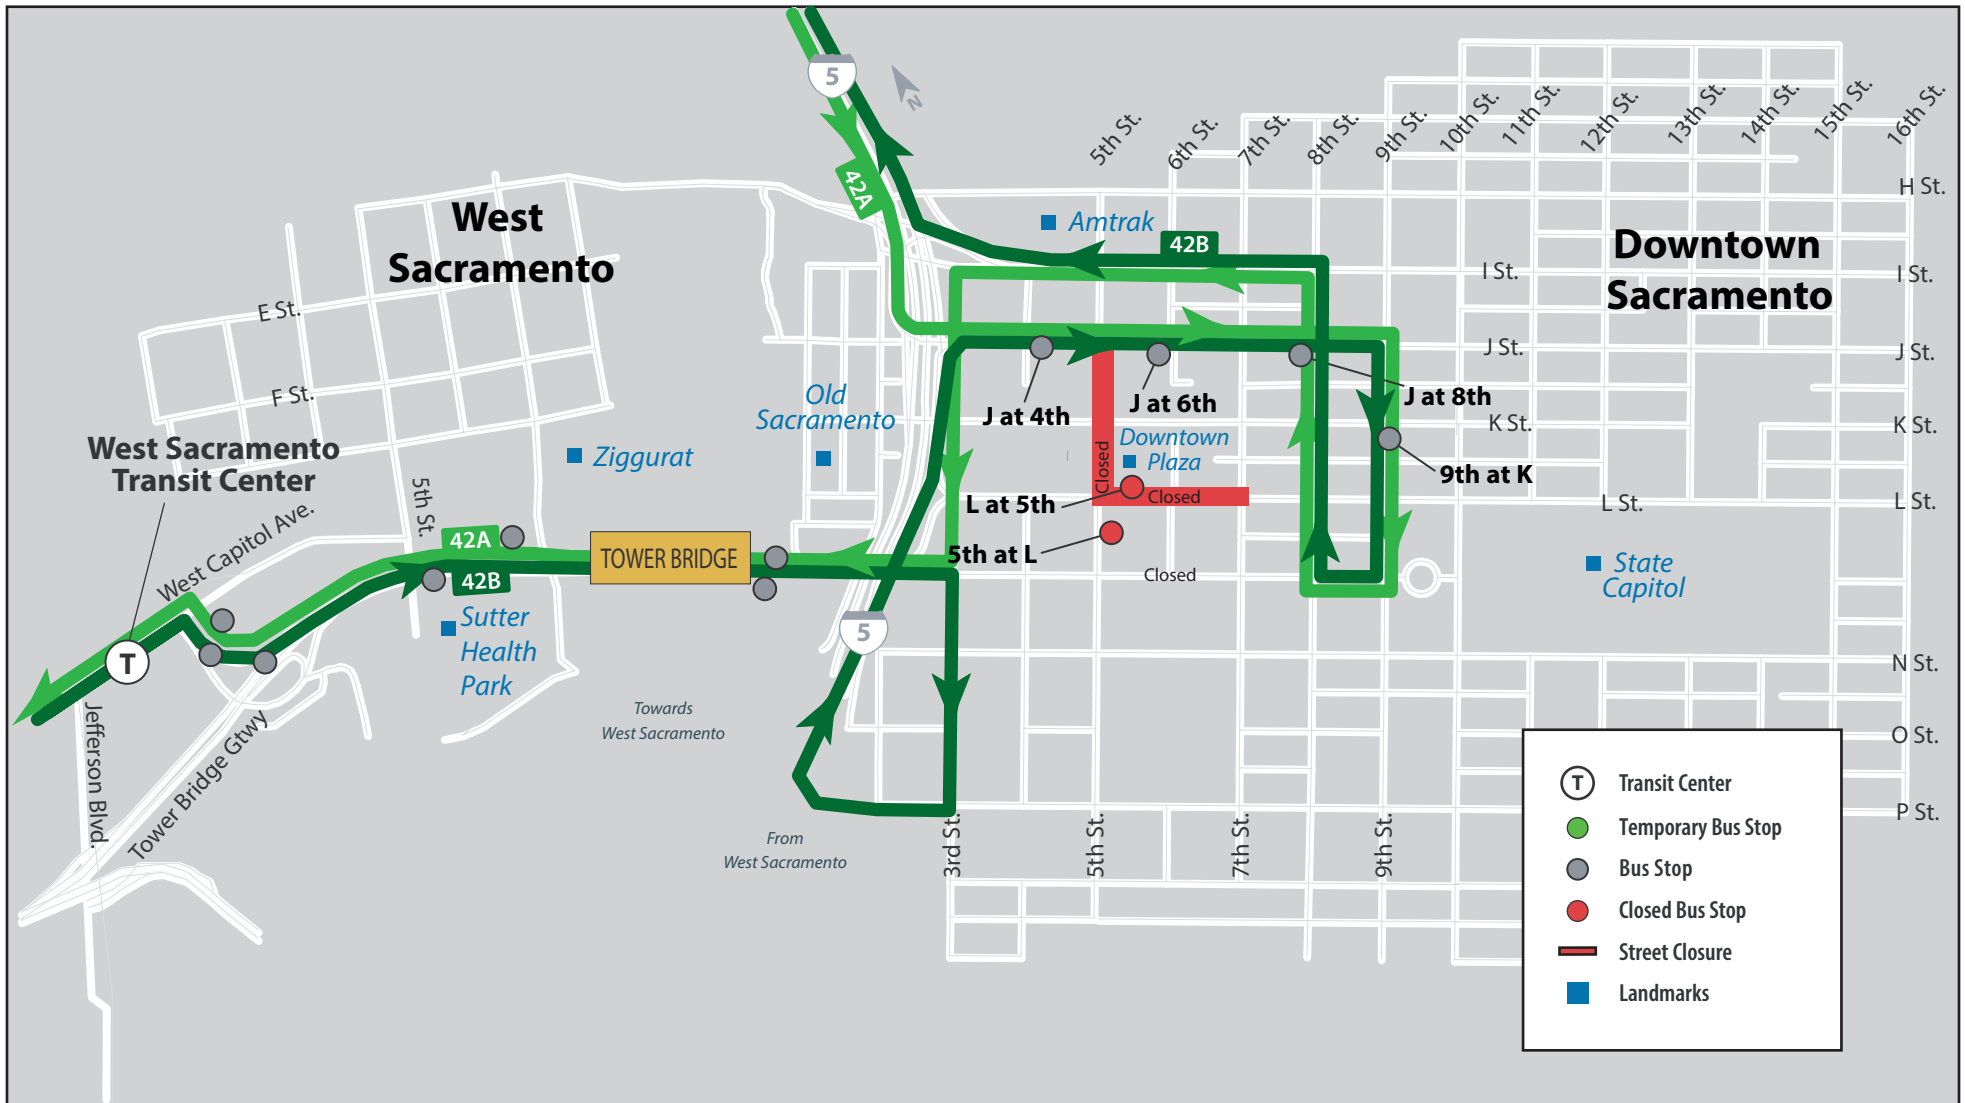 5
N
42A
5th St.
6th St.
7th St.
8th St.
9th St.
10th St.
11th St.
12th St.
13th St.
14th St.
15th St.
16th St.
H St.
West
Sacramento
Amtrak
42B
Downtown
Sacramento
I St.
I St.
E St.
J St.
J St.
F St.
Old
Sacramento
J at 4th
J at 6th
J at 8th
K St.
K St.
West Sacramento
Transit Center
Ziggurat
Downtown
Plaza
Closed
9th at K
5th St.
L at 5th
Closed
L St.
L St.
West Capitol Ave.
42A
TOWER BRIDGE
5th at L
Closed
State
Capitol
42B
Sutter
Health
Park
5
T
N St.
Jefferson Blvd.
Tower Bridge Gtwy
Towards
West Sacramento
O St.
From
West Sacramento
3rd St.
5th St.
7th St.
9th St.
P St.
T
Transit Center
Temporary Bus Stop
Bus Stop
Closed Bus Stop
Street Closure
Landmarks